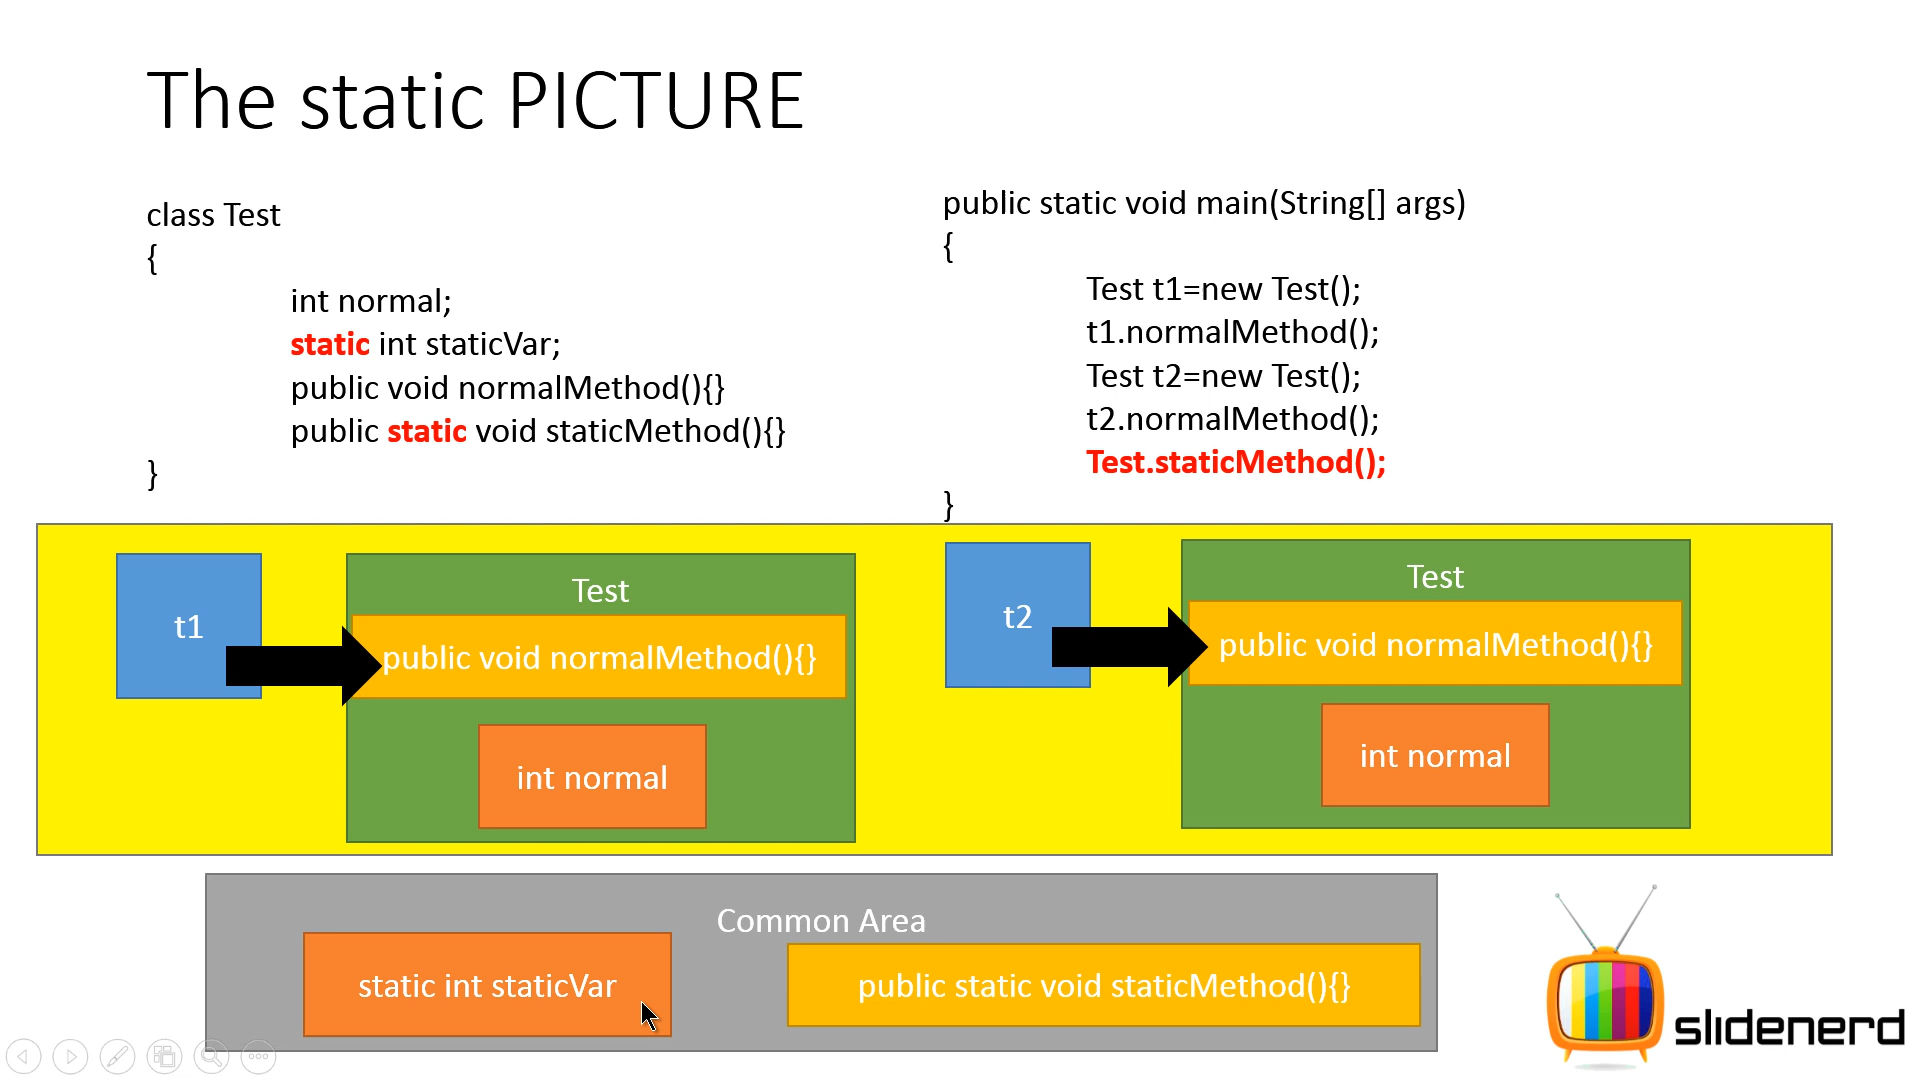 The static PICTURE
class Test
{
int normal;
static int staticVar;
public void normalMethod(){}
public static void staticMethod(){}
}
public static void main(String[] args)
{
Test t1=new Test();
t1.normalMethod();
Test t2=new Test();
t2.normalMethod();
Test.staticMethod();
}
t1
Test
public void normalMethod(){}
int normal
t2
Test
public void normalMethod(){}
int normal
Common Area
static int staticVar
public static void staticMethod(){}
slidenerd